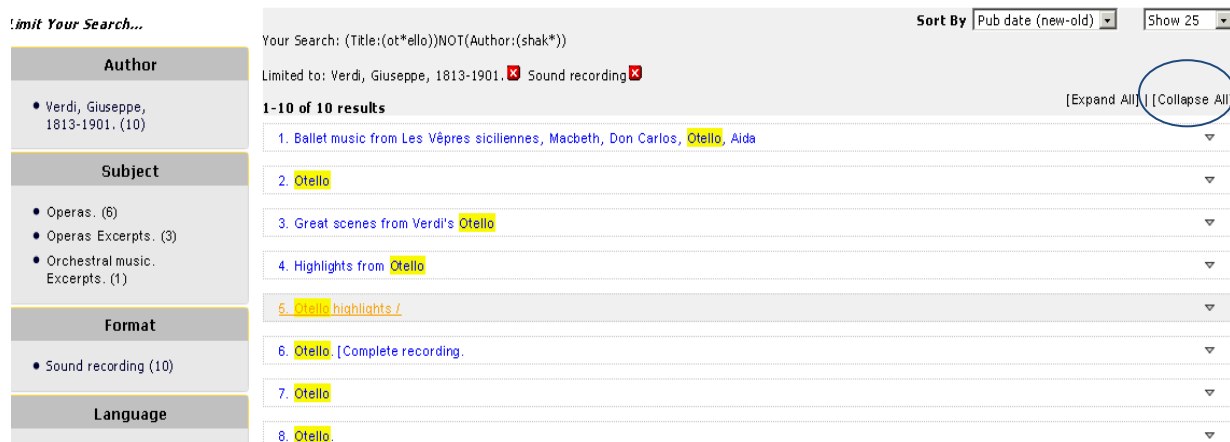 Limit Your Search...
Author
Verdi, Giuseppe,
1813-1901. (10)
Subject
Operas. (6)
Operas Excerpts. (3)
Orchestral music.
Excerpts. (1)
Format
Sound recording (10)
Language
Sort By Pub date (new-old) Show 25
Your Search: (Title:(ot*ello))NOT(Author:(shak*))
Limited to: Verdi, Giuseppe, 1813-1901. Sound recording
[Expand All] | [Collapse All]
1-10 of 10 results
1. Ballet music from Les Vêpres siciliennes, Macbeth, Don Carlos, Otello, Aida
2. Otello
3. Great scenes from Verdi's Otello
4. Highlights from Otello
5. Otello highlights /
6. Otello. [Complete recording.
7. Otello
8. Otello.